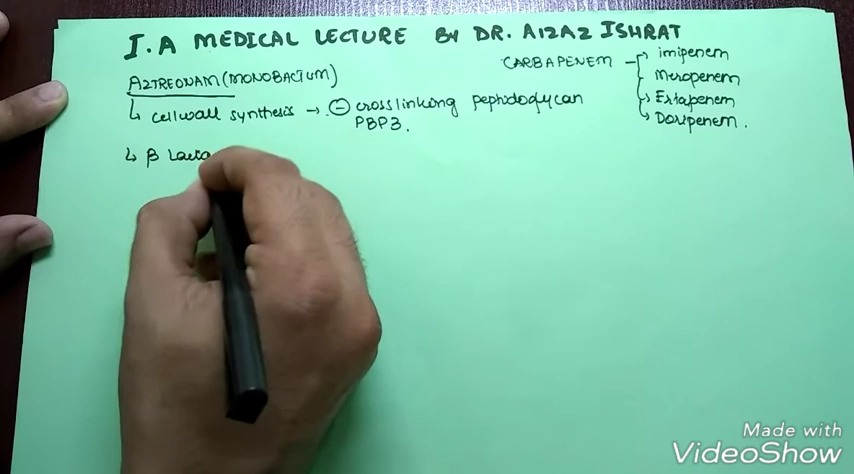 I.A MEDICAL LECTURE By DR. AIZAZ ISHRAT
AZTREONAM (MONOBACTUM)
↳ cellwall synthesis → ⊖ crosslinking peptidoglycan
PBP3.
↳ β Lacta
CARBAPENEM
imipenem
Meropenem
Ertapenem
Doripenem.
Made with
VideoShow